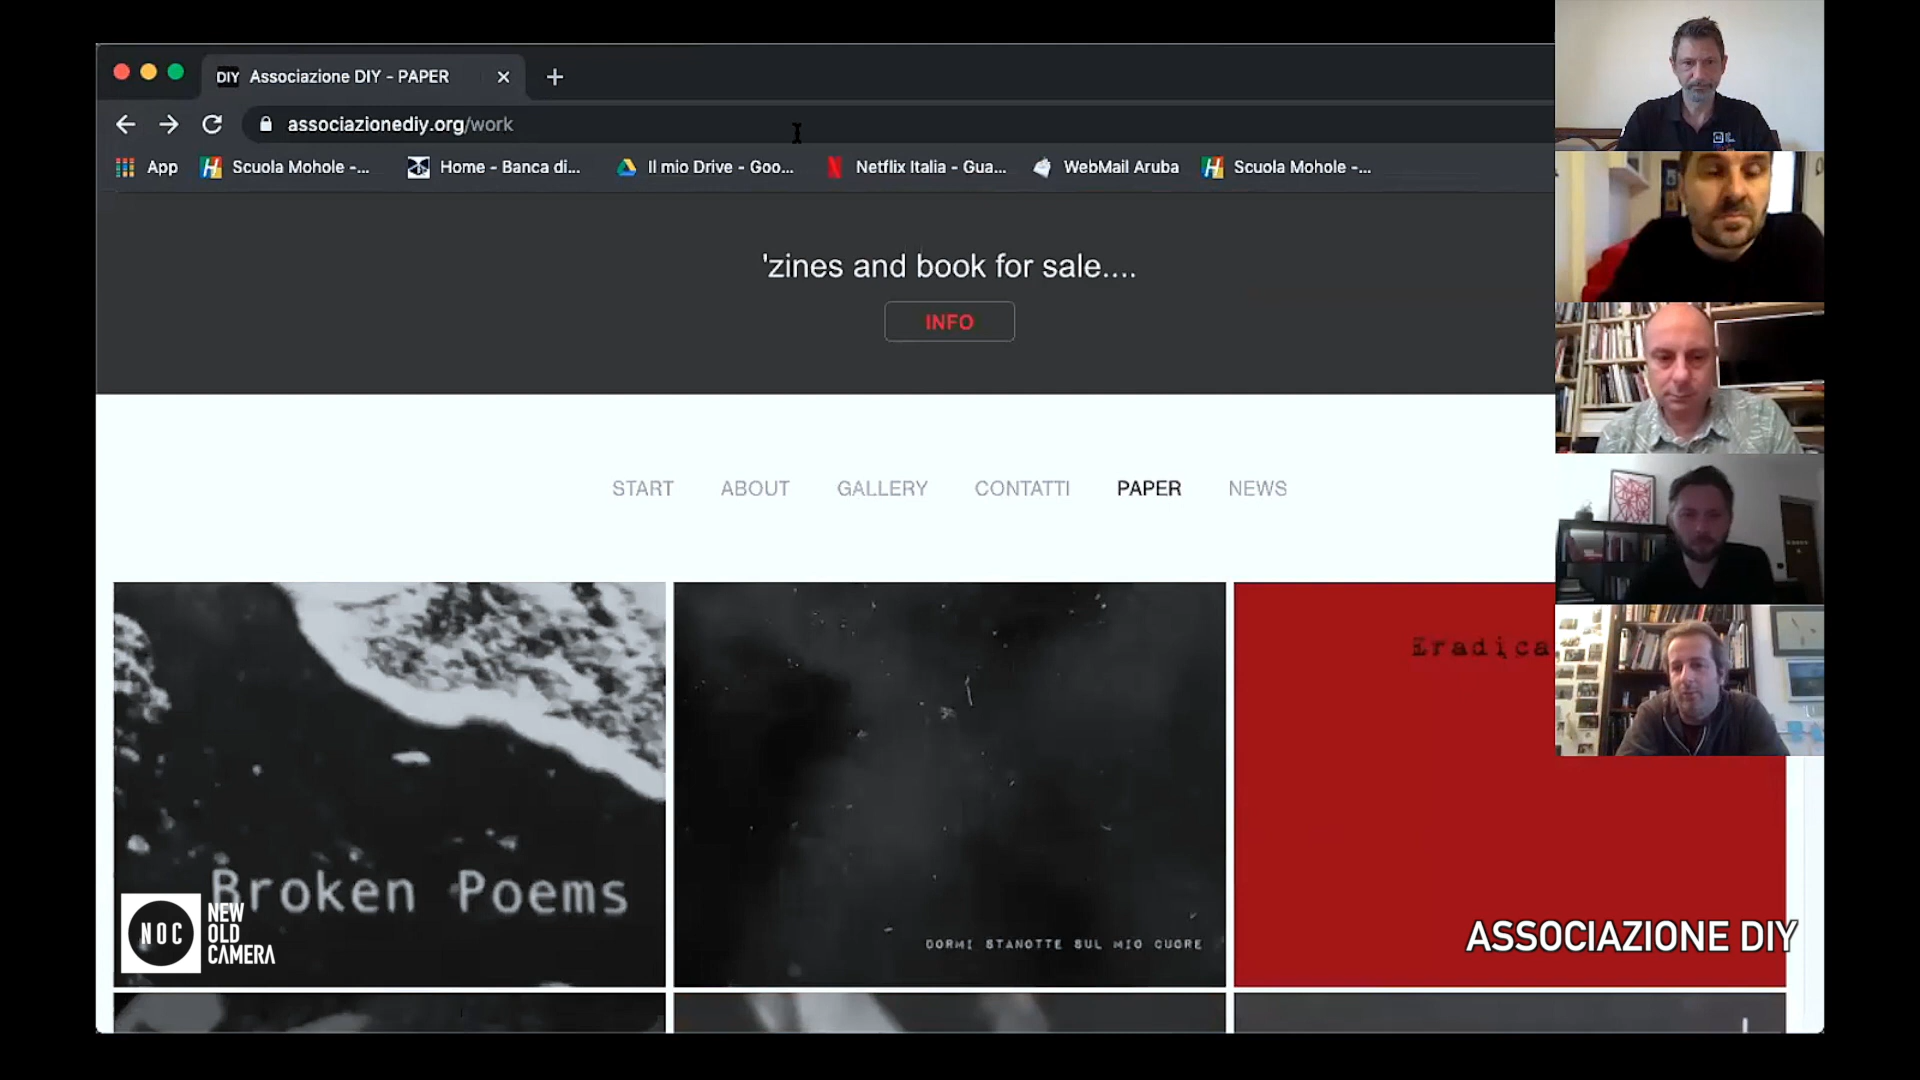 DIY Associazione DIY - PAPER
associazionediy.org/work
App Scuola Mohole -... Home - Banca di... Il mio Drive - Goo... Netflix Italia - Gua... WebMail Aruba Scuola Mohole -...
'zines and book for sale....
INFO
START ABOUT GALLERY CONTATTI PAPER NEWS
Eradica
Broken Poems
DORMI STANOTTE SUL MIO CUORE
NOC NEW
OLD
CAMERA
ASSOCIAZIONE DIY